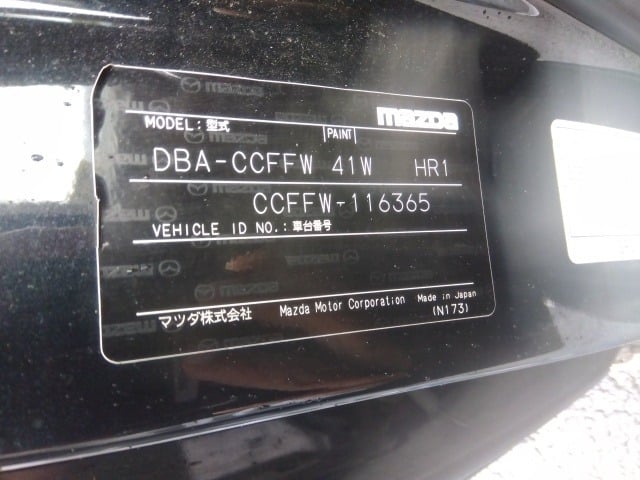 mazda
MODEL:型式 PAINT
DBA-CCFFW 41W HR1
CCFFW-116365
VEHICLE ID NO.:車台番号
マツダ株式会社 Mazda Motor Corporation Made in Japan
(N173)